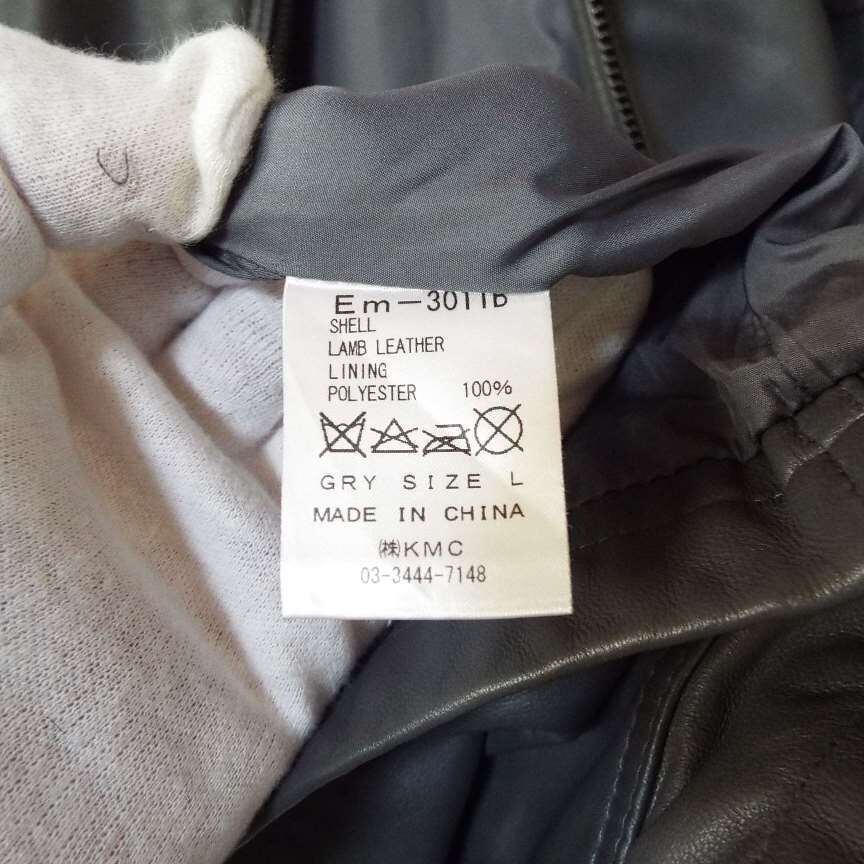 Em-3011B
SHELL
LAMB LEATHER
LINING
POLYESTER 100%
GRY SIZE L
MADE IN CHINA
㈱KMC
03-3444-7148